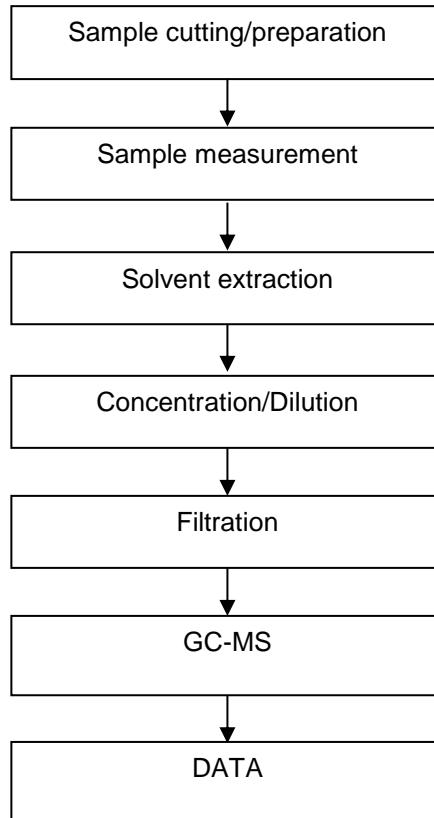 Sample cutting/preparation
Sample measurement
Solvent extraction
Concentration/Dilution
Filtration
GC-MS
DATA